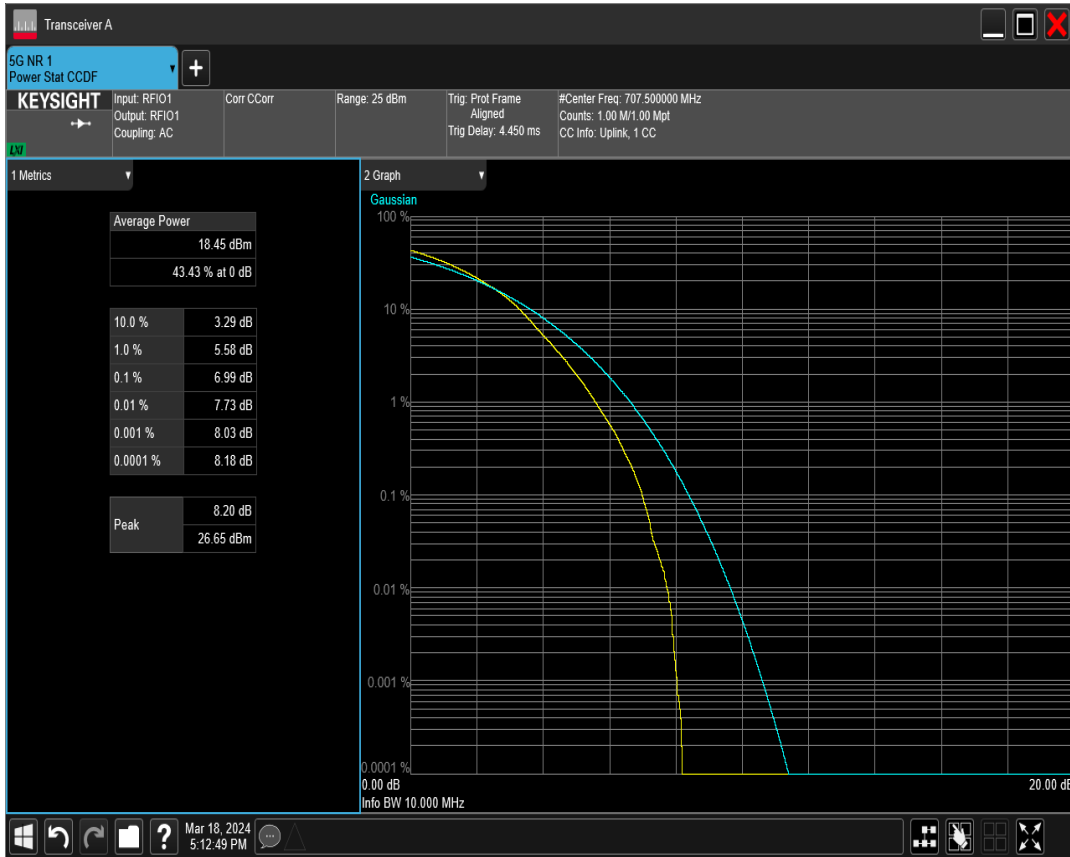 Transceiver A
5G NR 1
Power Stat CCDF
KEYSIGHT
LXI
Input: RFIO1
Output: RFIO1
Coupling: AC
Corr CCorr
Range: 25 dBm
Trig: Prot Frame
Aligned
Trig Delay: 4.450 ms
#Center Freq: 707.500000 MHz
Counts: 1.00 M/1.00 Mpt
CC Info: Uplink, 1 CC
1 Metrics
Average Power
18.45 dBm
43.43 % at 0 dB
10.0 % 3.29 dB
1.0 % 5.58 dB
0.1 % 6.99 dB
0.01 % 7.73 dB
0.001 % 8.03 dB
0.0001 % 8.18 dB
Peak
8.20 dB
26.65 dBm
2 Graph
Gaussian
100 %
10 %
1 %
0.1 %
0.01 %
0.001 %
0.0001 %
0.00 dB 20.00 dB
Info BW 10.000 MHz
?
Mar 18, 2024
5:12:49 PM